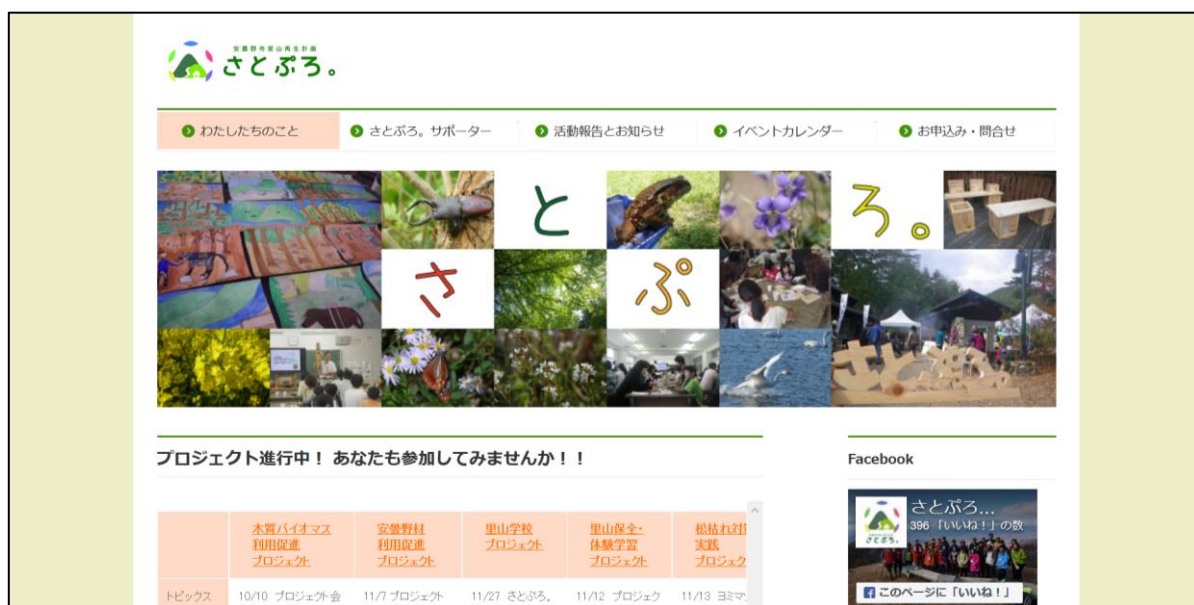 安曇野市里山再生計画
さとぷろ。
わたしたちのこと
さとぷろ。サポーター
活動報告とお知らせ
イベントカレンダー
お申込み・問合せ
と
ろ。
さ
ぷ
プロジェクト進行中！ あなたも参加してみませんか！！
Facebook
木質バイオマス
利用促進
プロジェクト
安曇野材
利用促進
プロジェクト
里山学校
プロジェクト
里山保全・
体験学習
プロジェクト
松枯れ対
実践
プロジェク
さとぷろ...
396 「いいね！」の数
さとぷろ。
このページに「いいね！」
トピックス
10/10 プロジェクト会
11/7 プロジェクト
11/27 さとぷろ。
11/12 プロジェク
11/13 ヨミマ